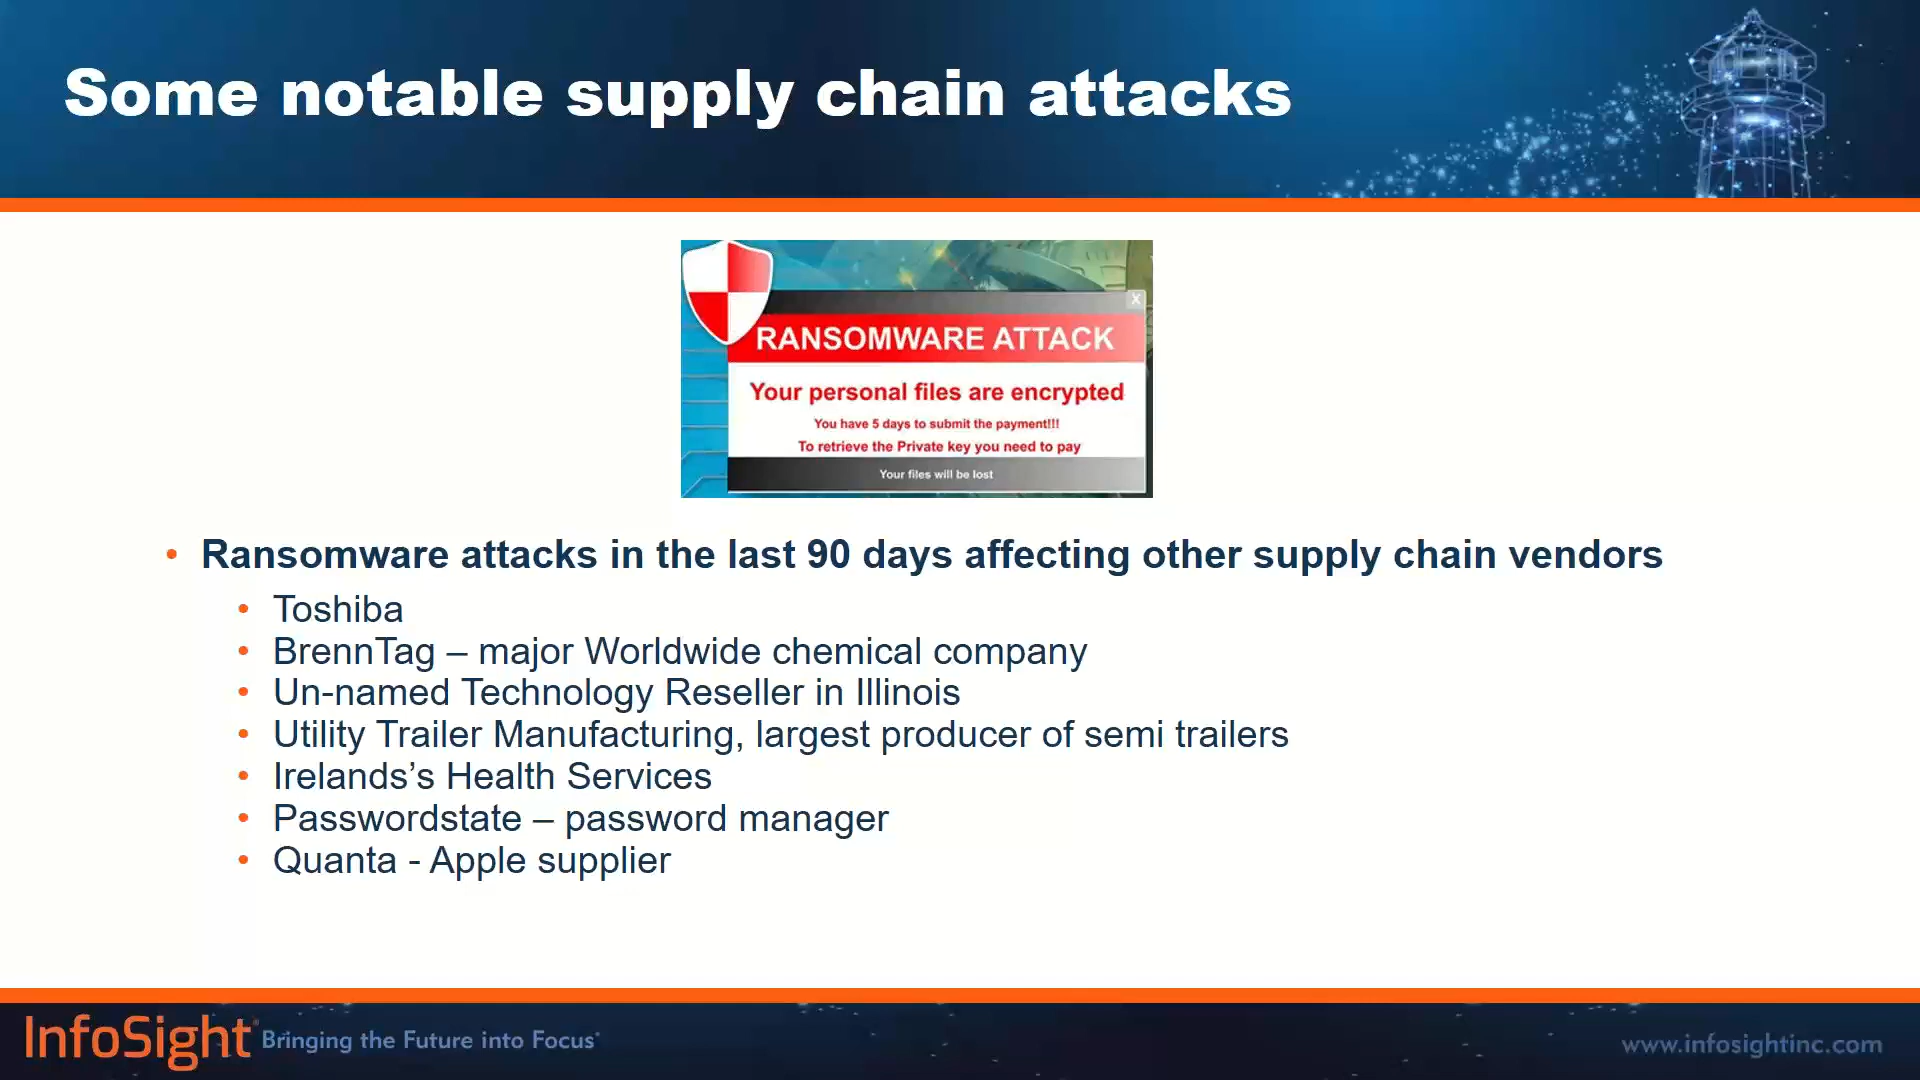 Some notable supply chain attacks
X
RANSOMWARE ATTACK
Your personal files are encrypted
You have 5 days to submit the payment!!!
To retrieve the Private key you need to pay
Your files will be lost
• Ransomware attacks in the last 90 days affecting other supply chain vendors
• Toshiba
• BrennTag – major Worldwide chemical company
• Un-named Technology Reseller in Illinois
• Utility Trailer Manufacturing, largest producer of semi trailers
• Irelands’s Health Services
• Passwordstate – password manager
• Quanta - Apple supplier
InfoSight® Bringing the Future into Focus®
www.infosightinc.com